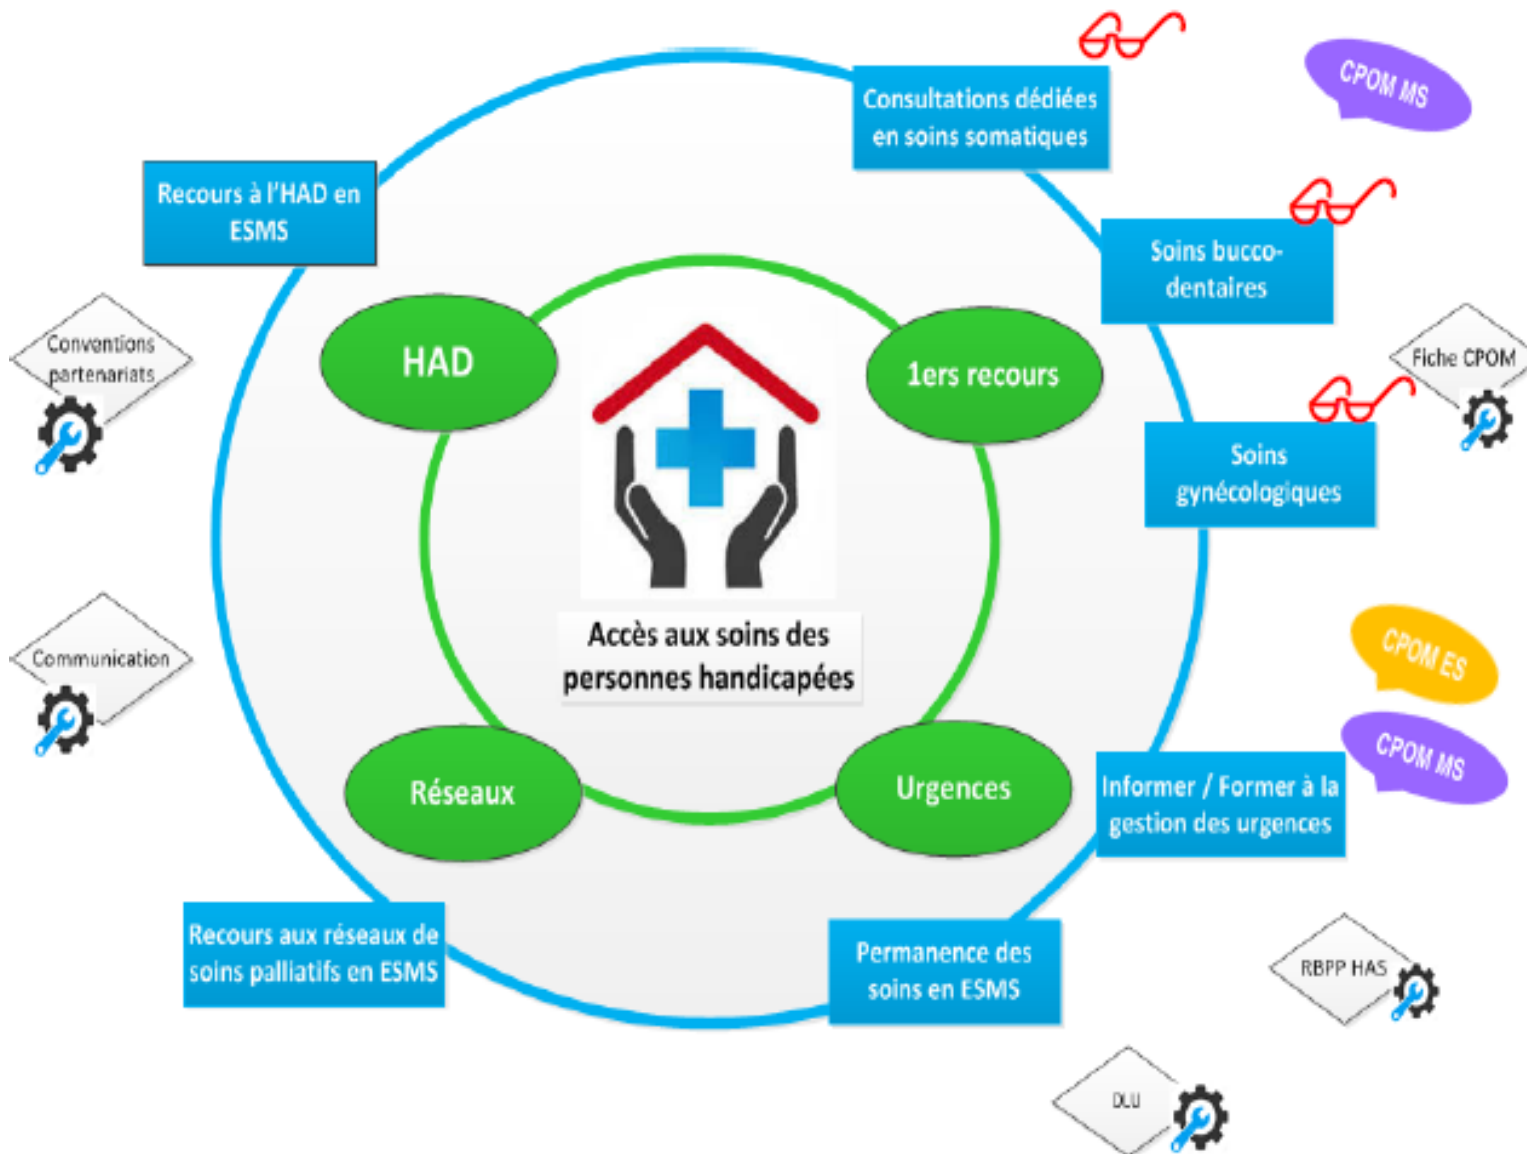 CPOM MS
Consultations dédiées
en soins somatiques
Recours à l'HAD en
ESMS
Soins bucco-
dentaires
Conventions
partenariats
HAD
1ers recours
Fiche CPOM
Soins
gynécologiques
Accès aux soins des
personnes handicapées
Communication
CPOM ES
CPOM MS
Réseaux
Urgences
Informer / Former à la
gestion des urgences
Recours aux réseaux de
soins palliatifs en ESMS
Permanence des
soins en ESMS
RBPP HAS
DLU